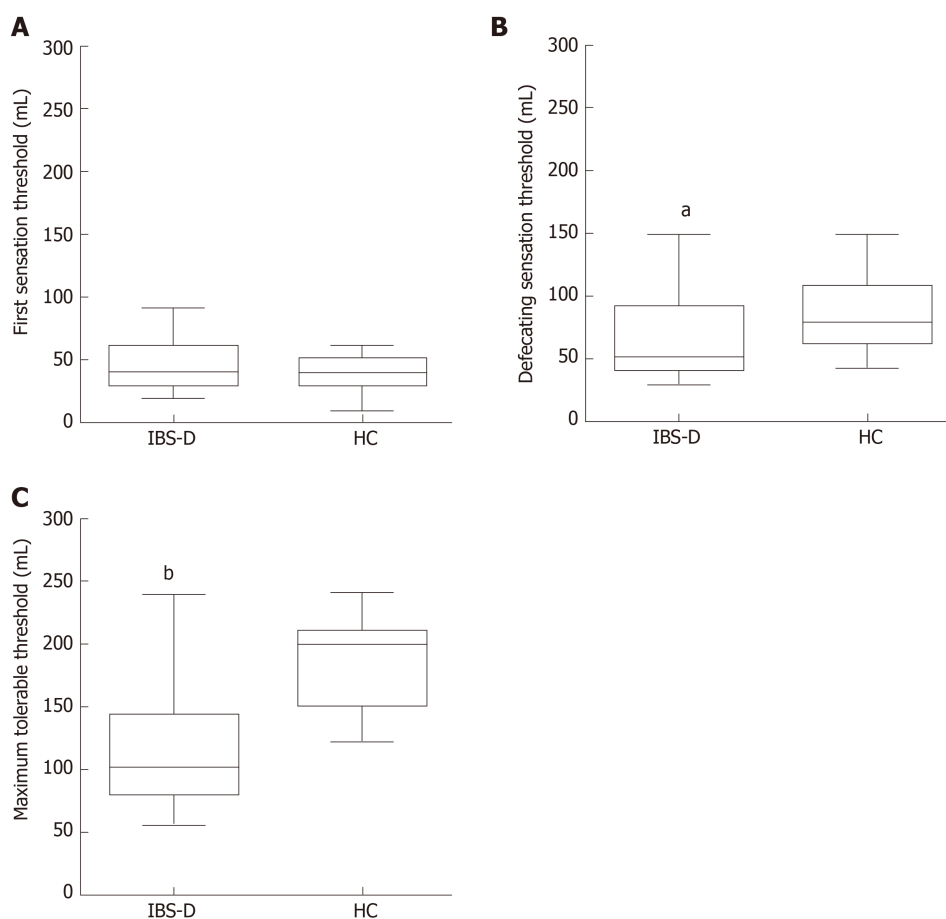 A
First sensation threshold (mL)
300
250
200
150
100
50
0
IBS-D HC
B
Defecating sensation threshold (mL)
300
250
200
150
100
50
0
a
IBS-D HC
C
Maximum tolerable threshold (mL)
300
250
200
150
100
50
0
b
IBS-D HC